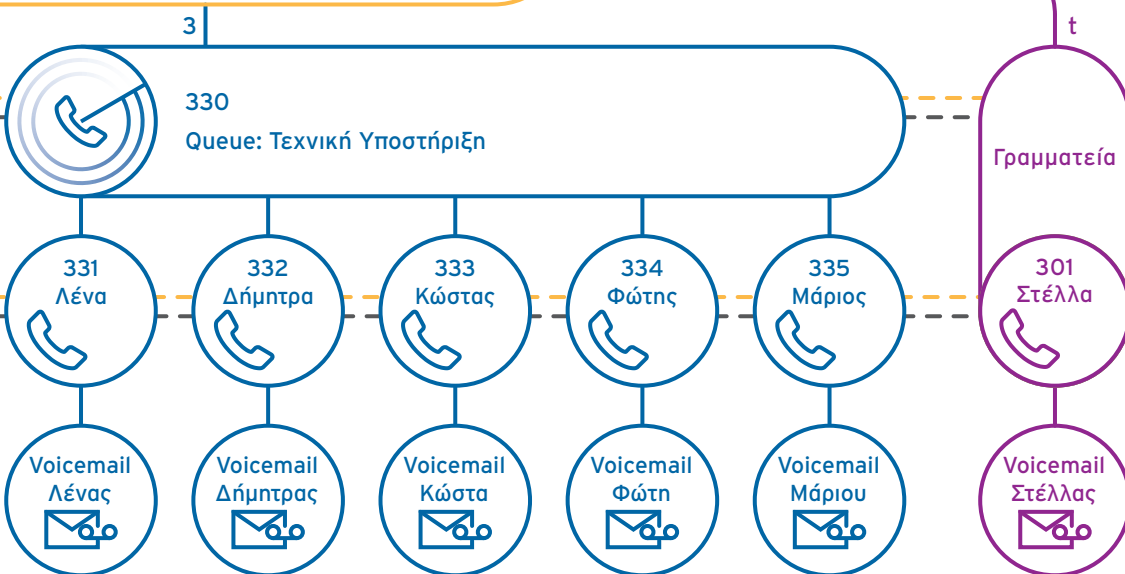 3
t
330
Queue: Τεχνική Υποστήριξη
Γραμματεία
331
Λένα
332
Δήμητρα
333
Κώστας
334
Φώτης
335
Μάριος
301
Στέλλα
Voicemail
Λένας
Voicemail
Δήμητρας
Voicemail
Κώστα
Voicemail
Φώτη
Voicemail
Μάριου
Voicemail
Στέλλας